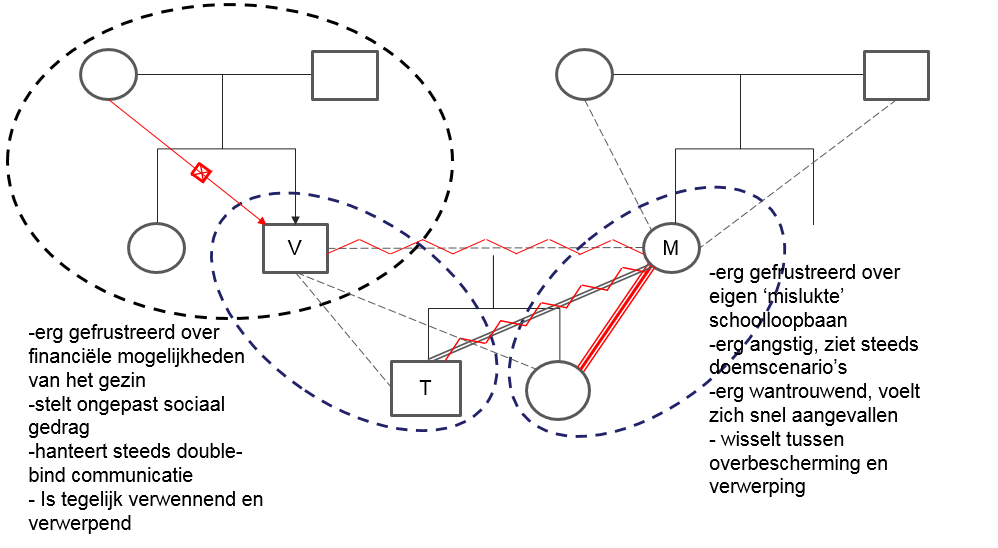 V
M
T
-erg gefrustreerd over
financiële mogelijkheden
van het gezin
-stelt ongepast sociaal
gedrag
-hanteert steeds double-
bind communicatie
- Is tegelijk verwennend en
verwerpend
-erg gefrustreerd over
eigen ‘mislukte’
schoolloopbaan
-erg angstig, ziet steeds
doemscenario’s
-erg wantrouwend, voelt
zich snel aangevallen
- wisselt tussen
overbescherming en
verwerping